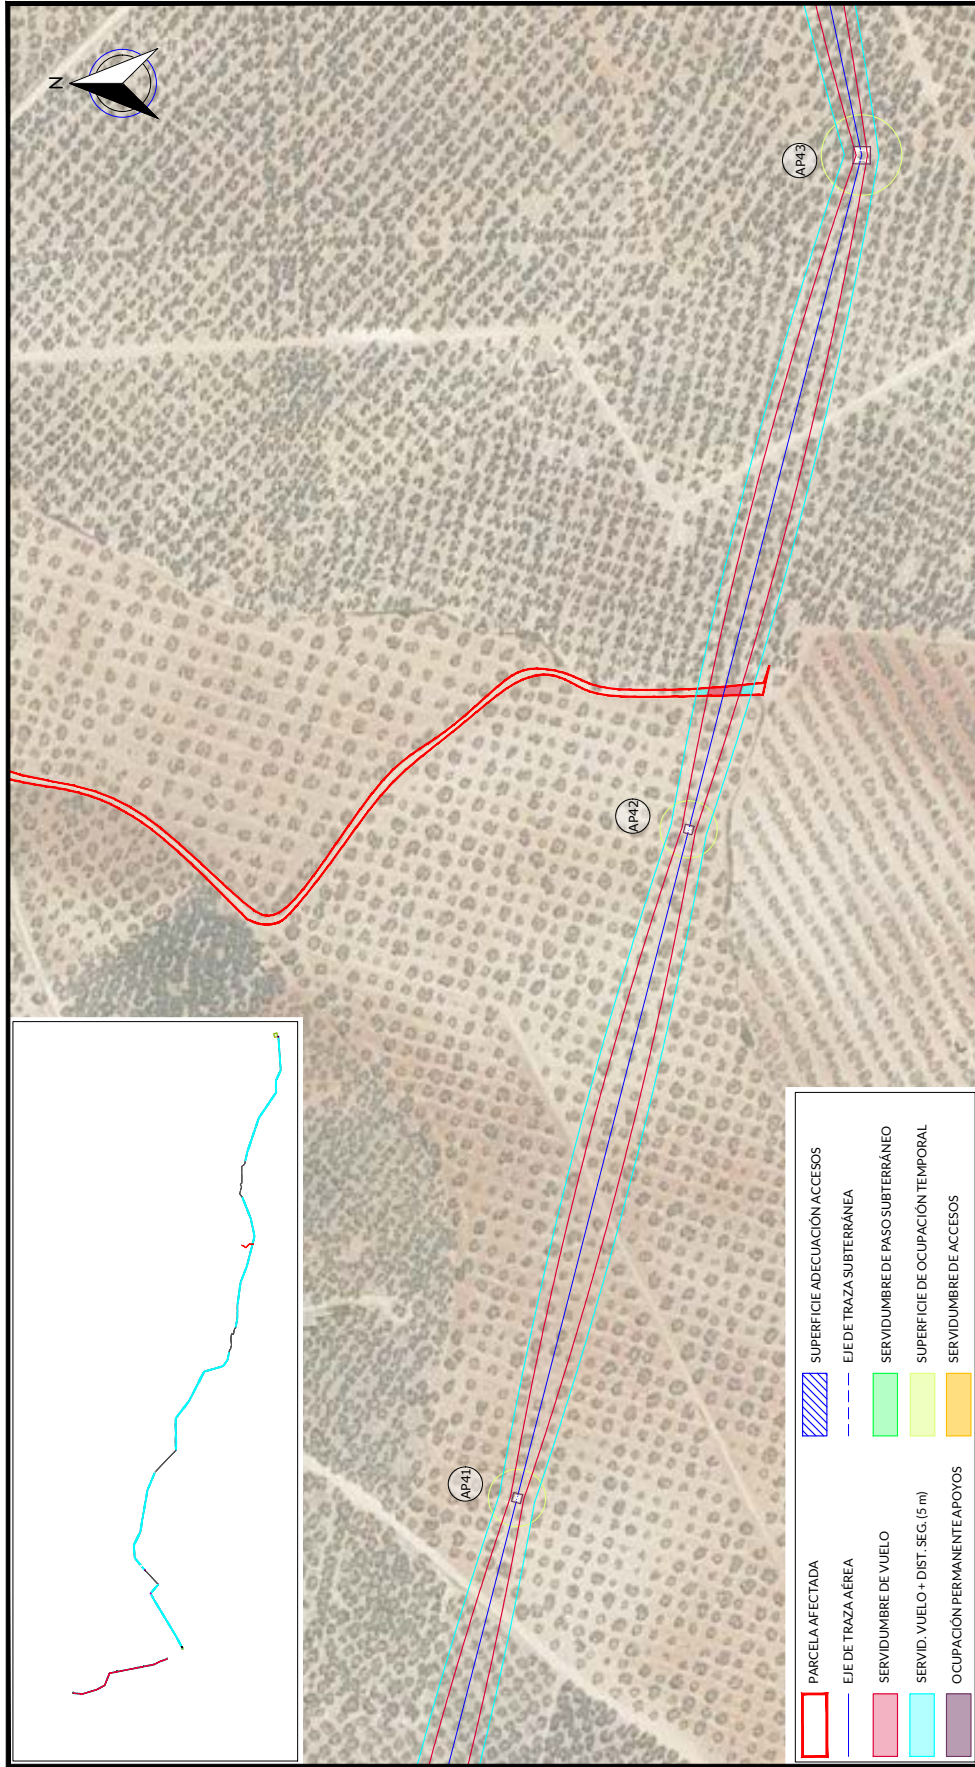 N
AP43
AP42
AP41
PARCELA AFECTADA
EJE DE TRAZA AÉREA
SERVIDUMBRE DE VUELO
SERVID. VUELO + DIST. SEG. (5 m)
OCUPACIÓN PERMANENTE APOYOS
SUPERFICIE ADECUACIÓN ACCESOS
EJE DE TRAZA SUBTERRÁNEA
SERVIDUMBRE DE PASO SUBTERRÁNEO
SUPERFICIE DE OCUPACIÓN TEMPORAL
SERVIDUMBRE DE ACCESOS